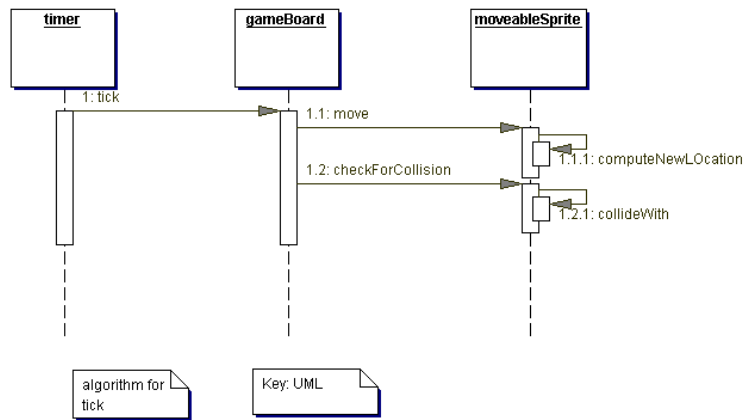 timer
gameBoard
moveableSprite
1: tick
1.1: move
1.1.1: computeNewLOcation
1.2: checkForCollision
1.2.1: collideWith
algorithm for
tick
Key: UML